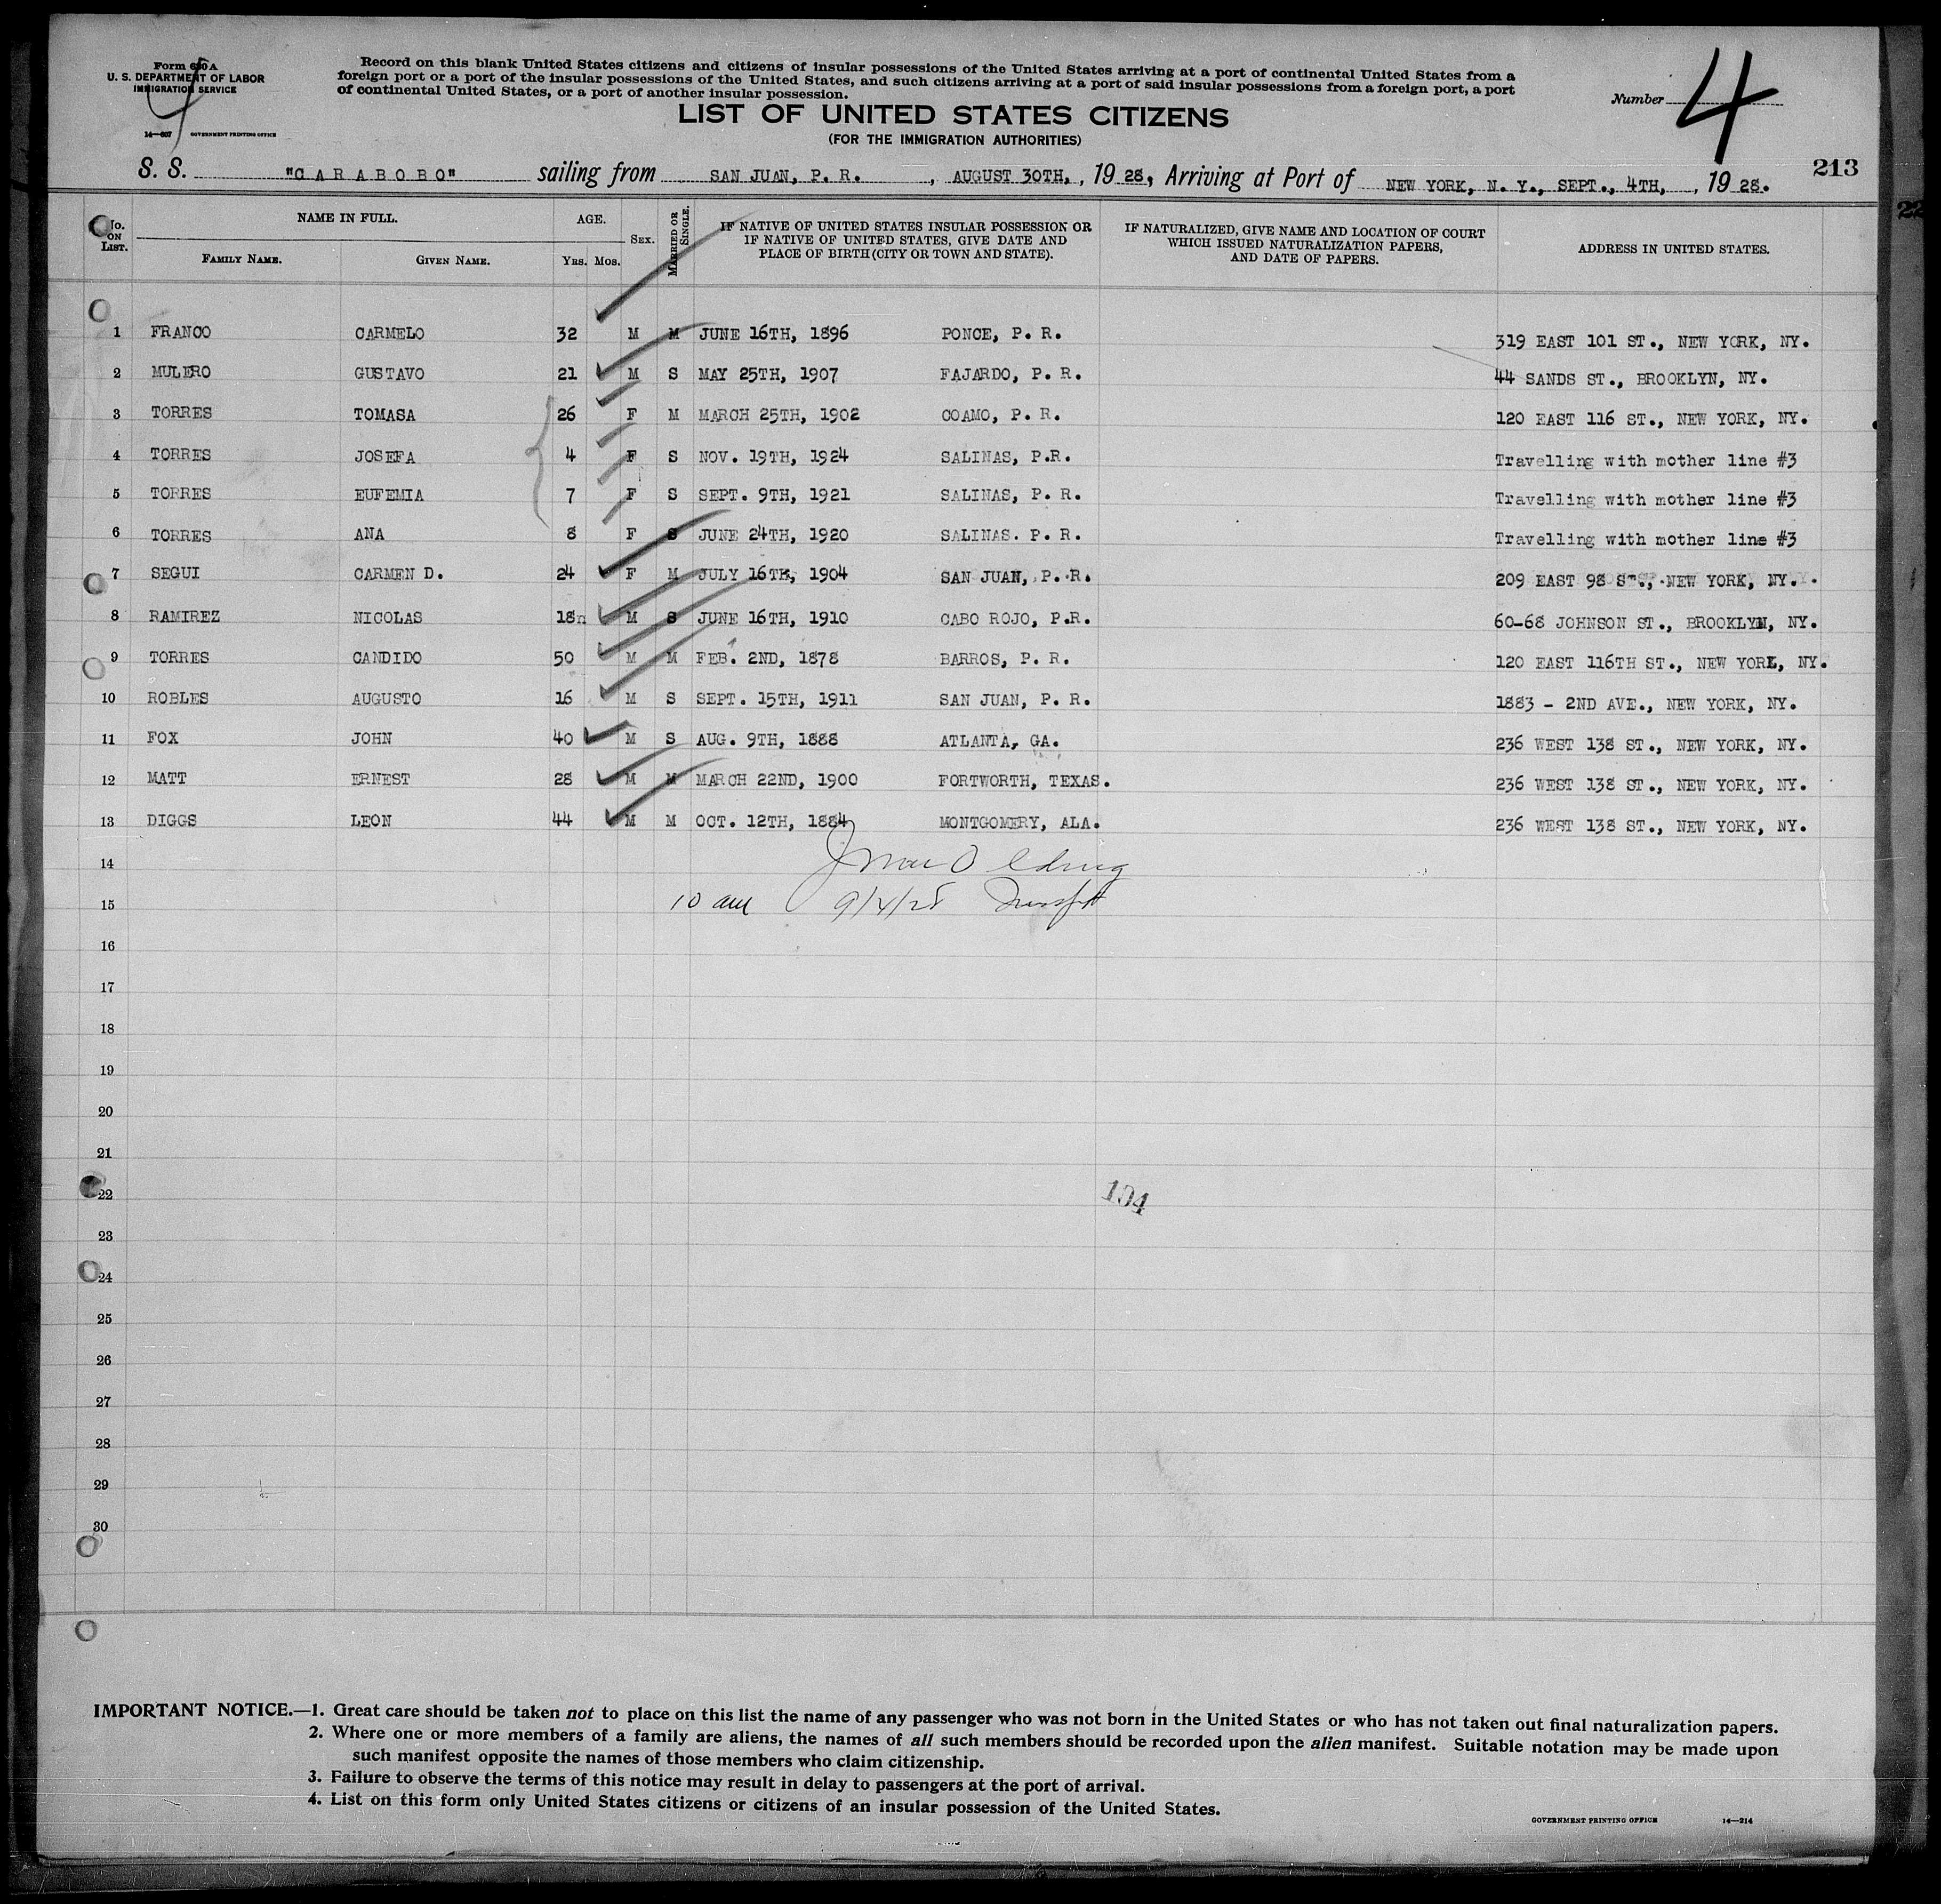 Form 630 A
U. S. DEPARTMENT OF LABOR
IMMIGRATION SERVICE
14—607 GOVERNMENT PRINTING OFFICE
Record on this blank United States citizens and citizens of insular possessions of the United States arriving at a port of continental United States from a
foreign port or a port of the insular possessions of the United States, and such citizens arriving at a port of said insular possessions from a foreign port, a port
of continental United States, or a port of another insular possession.
LIST OF UNITED STATES CITIZENS
(FOR THE IMMIGRATION AUTHORITIES)
Number 4
213
S. S. "CARABOBO" sailing from SAN JUAN, P. R. , AUGUST 30TH, , 19 28, Arriving at Port of NEW YORK, N. Y., SEPT., 4TH, , 19 28.
No. ON LIST. NAME IN FULL. AGE. SEX. MARRIED OR SINGLE. IF NATIVE OF UNITED STATES INSULAR POSSESSION OR IF NATIVE OF UNITED STATES, GIVE DATE AND PLACE OF BIRTH (CITY OR TOWN AND STATE). IF NATURALIZED, GIVE NAME AND LOCATION OF COURT WHICH ISSUED NATURALIZATION PAPERS, AND DATE OF PAPERS. ADDRESS IN UNITED STATES.
FAMILY NAME. GIVEN NAME. YRS. MOS.
1 FRANCO CARMELO 32 M M JUNE 16TH, 1896 PONCE, P. R. 319 EAST 101 ST., NEW YORK, NY.
2 MULERO GUSTAVO 21 M S MAY 25TH, 1907 FAJARDO, P. R. 44 SANDS ST., BROOKLYN, NY.
3 TORRES TOMASA 26 F M MARCH 25TH, 1902 COAMO, P. R. 120 EAST 116 ST., NEW YORK, NY.
4 TORRES JOSEFA 4 F S NOV. 19TH, 1924 SALINAS, P.R. Travelling with mother line #3
5 TORRES EUFEMIA 7 F S SEPT. 9TH, 1921 SALINAS, P. R. Travelling with mother line #3
6 TORRES ANA 8 F S JUNE 24TH, 1920 SALINAS. P. R. Travelling with mother line #3
7 SEGUI CARMEN D. 24 F M JULY 16TH, 1904 SAN JUAN, P. R. 209 EAST 98 ST., NEW YORK, NY.
8 RAMIREZ NICOLAS 18n M S JUNE 16TH, 1910 CABO ROJO, P.R. 60-68 JOHNSON ST., BROOKLYN, NY.
9 TORRES CANDIDO 50 M M FEB. 2ND, 1878 BARROS, P. R. 120 EAST 116TH ST., NEW YORK, NY.
10 ROBLES AUGUSTO 16 M S SEPT. 15TH, 1911 SAN JUAN, P. R. 1883 - 2ND AVE., NEW YORK, NY.
11 FOX JOHN 40 M S AUG. 9TH, 1888 ATLANTA, GA. 236 WEST 138 ST., NEW YORK, NY.
12 MATT ERNEST 28 M M MARCH 22ND, 1900 FORTWORTH, TEXAS. 236 WEST 138 ST., NEW YORK, NY.
13 DIGGS LEON 44 M M OCT. 12TH, 1884 MONTGOMERY, ALA. 236 WEST 138 ST., NEW YORK, NY.
14
15 10 am 9/4/28
16
17
18
19
20
21
22 104
23
24
25
26
27
28
29
30
IMPORTANT NOTICE.—1. Great care should be taken not to place on this list the name of any passenger who was not born in the United States or who has not taken out final naturalization papers.
2. Where one or more members of a family are aliens, the names of all such members should be recorded upon the alien manifest. Suitable notation may be made upon
such manifest opposite the names of those members who claim citizenship.
3. Failure to observe the terms of this notice may result in delay to passengers at the port of arrival.
4. List on this form only United States citizens or citizens of an insular possession of the United States.
GOVERNMENT PRINTING OFFICE 14—214